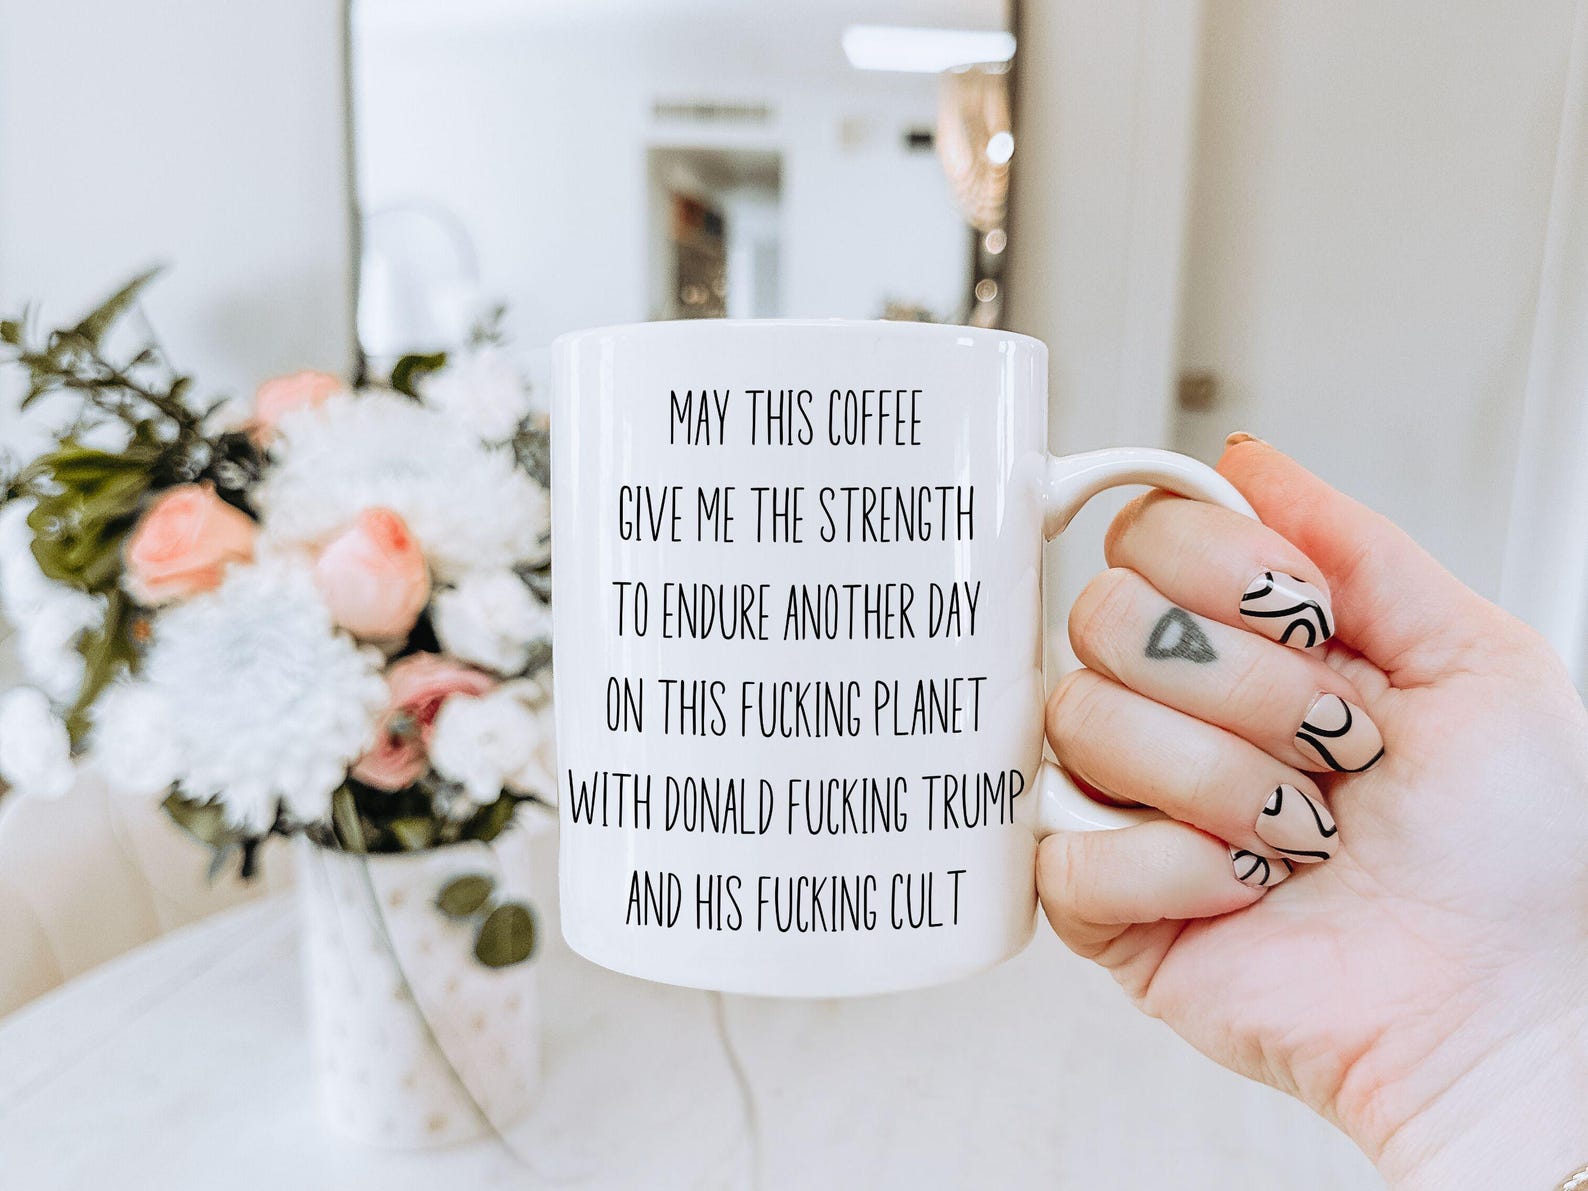 MAY THIS COFFEE
GIVE ME THE STRENGTH
TO ENDURE ANOTHER DAY
ON THIS FUCKING PLANET
WITH DONALD FUCKING TRUMP
AND HIS FUCKING CULT